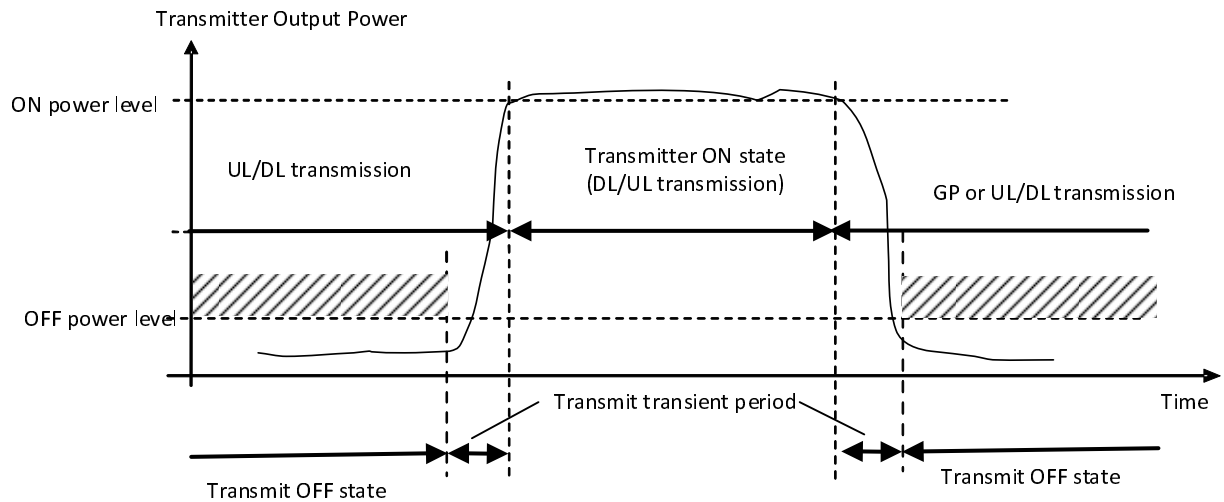 Transmitter Output Power
ON power level
UL/DL transmission
Transmitter ON state
(DL/UL transmission)
GP or UL/DL transmission
OFF power level
Transmit transient period
Time
Transmit OFF state
Transmit OFF state